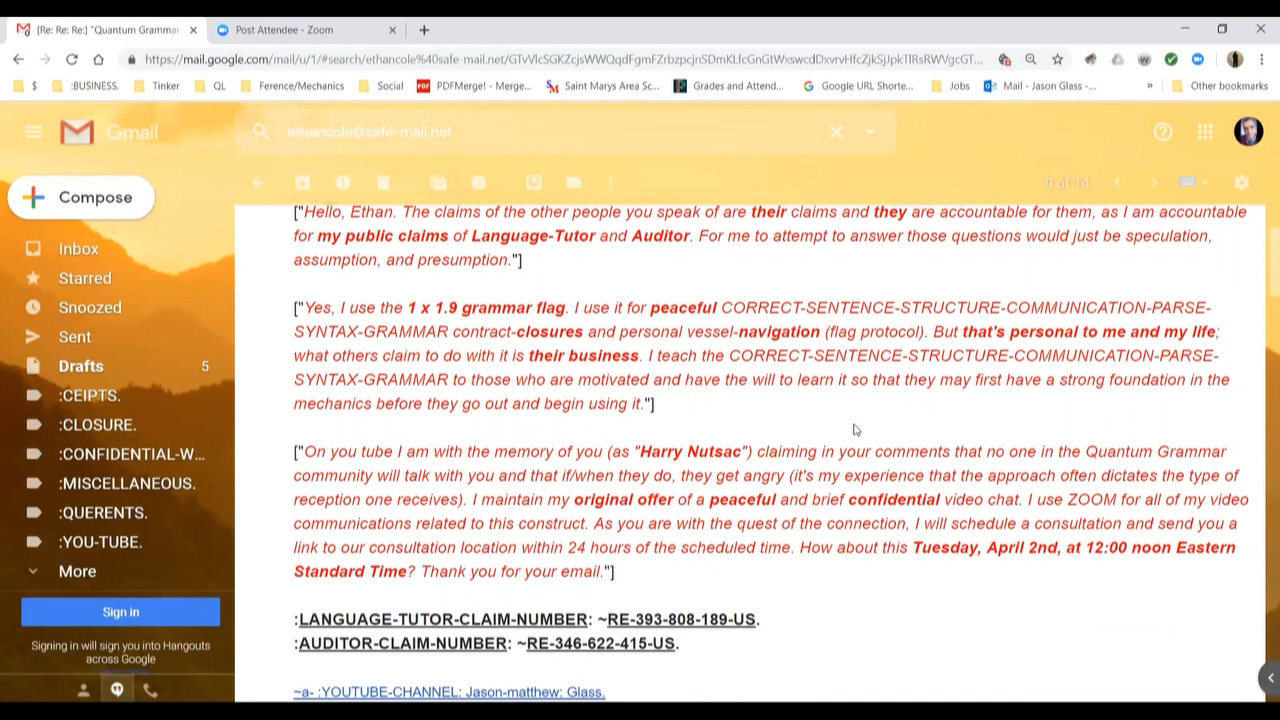 [Re: Re: Re:] "Quantum Grammar
Post Attendee - Zoom
https://mail.google.com/mail/u/1/#search/ethancole%40safe-mail.net/GTvVlcSGKZcjsWWQqdFgmFZrbzpcjnSDmKLfcGnGtWxswcdDxvrvHfcZjkSjJpkTlRsRWVgcGT...
$
:BUSINESS.
Tinker
QL
Ference/Mechanics
Social
PDFMerge! - Merge...
Saint Marys Area Sc...
Grades and Attend...
Google URL Shorte...
Jobs
Mail - Jason Glass -...
»
Other bookmarks
Gmail
ethancole@safe-mail.net
Compose
9 of 14
Inbox
Starred
Snoozed
Sent
Drafts 5
:CEIPTS.
:CLOSURE.
:CONFIDENTIAL-W...
:MISCELLANEOUS.
:QUERENTS.
:YOU-TUBE.
More
Sign in
Signing in will sign you into Hangouts
across Google
["Hello, Ethan. The claims of the other people you speak of are their claims and they are accountable for them, as I am accountable
for my public claims of Language-Tutor and Auditor. For me to attempt to answer those questions would just be speculation,
assumption, and presumption."]
["Yes, I use the 1 x 1.9 grammar flag. I use it for peaceful CORRECT-SENTENCE-STRUCTURE-COMMUNICATION-PARSE-
SYNTAX-GRAMMAR contract-closures and personal vessel-navigation (flag protocol). But that's personal to me and my life;
what others claim to do with it is their business. I teach the CORRECT-SENTENCE-STRUCTURE-COMMUNICATION-PARSE-
SYNTAX-GRAMMAR to those who are motivated and have the will to learn it so that they may first have a strong foundation in the
mechanics before they go out and begin using it."]
["On you tube I am with the memory of you (as "Harry Nutsac") claiming in your comments that no one in the Quantum Grammar
community will talk with you and that if/when they do, they get angry (it's my experience that the approach often dictates the type of
reception one receives). I maintain my original offer of a peaceful and brief confidential video chat. I use ZOOM for all of my video
communications related to this construct. As you are with the quest of the connection, I will schedule a consultation and send you a
link to our consultation location within 24 hours of the scheduled time. How about this Tuesday, April 2nd, at 12:00 noon Eastern
Standard Time? Thank you for your email."]
:LANGUAGE-TUTOR-CLAIM-NUMBER: ~RE-393-808-189-US.
:AUDITOR-CLAIM-NUMBER: ~RE-346-622-415-US.
~a- :YOUTUBE-CHANNEL: Jason-matthew: Glass.